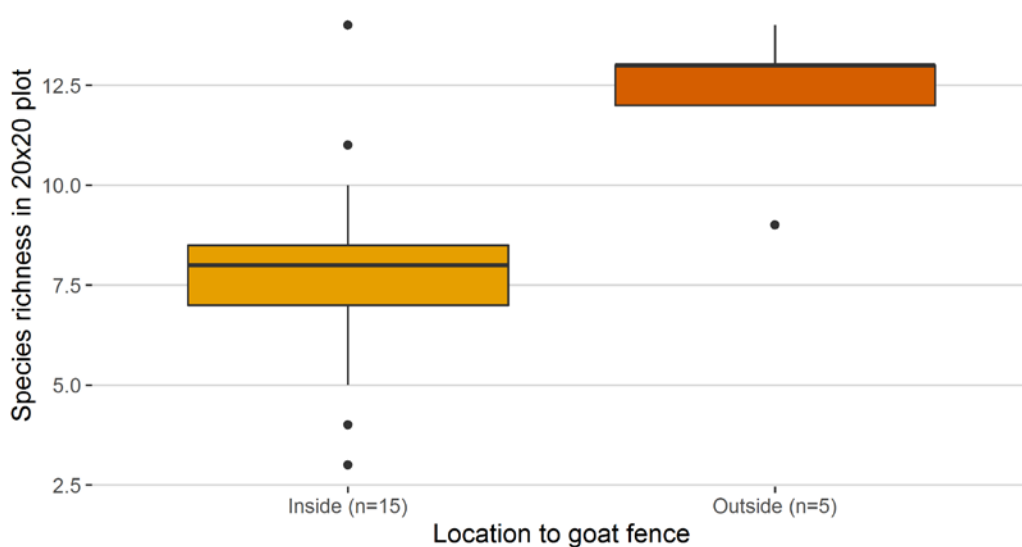 Species richness in 20x20 plot
12.5
10.0
7.5
5.0
2.5
Inside (n=15)
Outside (n=5)
Location to goat fence